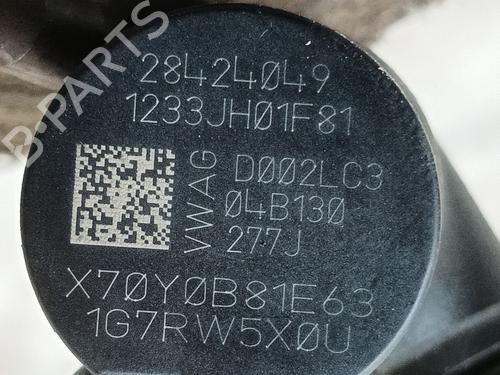 28424049
1233JH01F81
VWAG
D002LC3
04B130
277J
X70Y0B81E63
1G7RW5X0U
B-PARTS